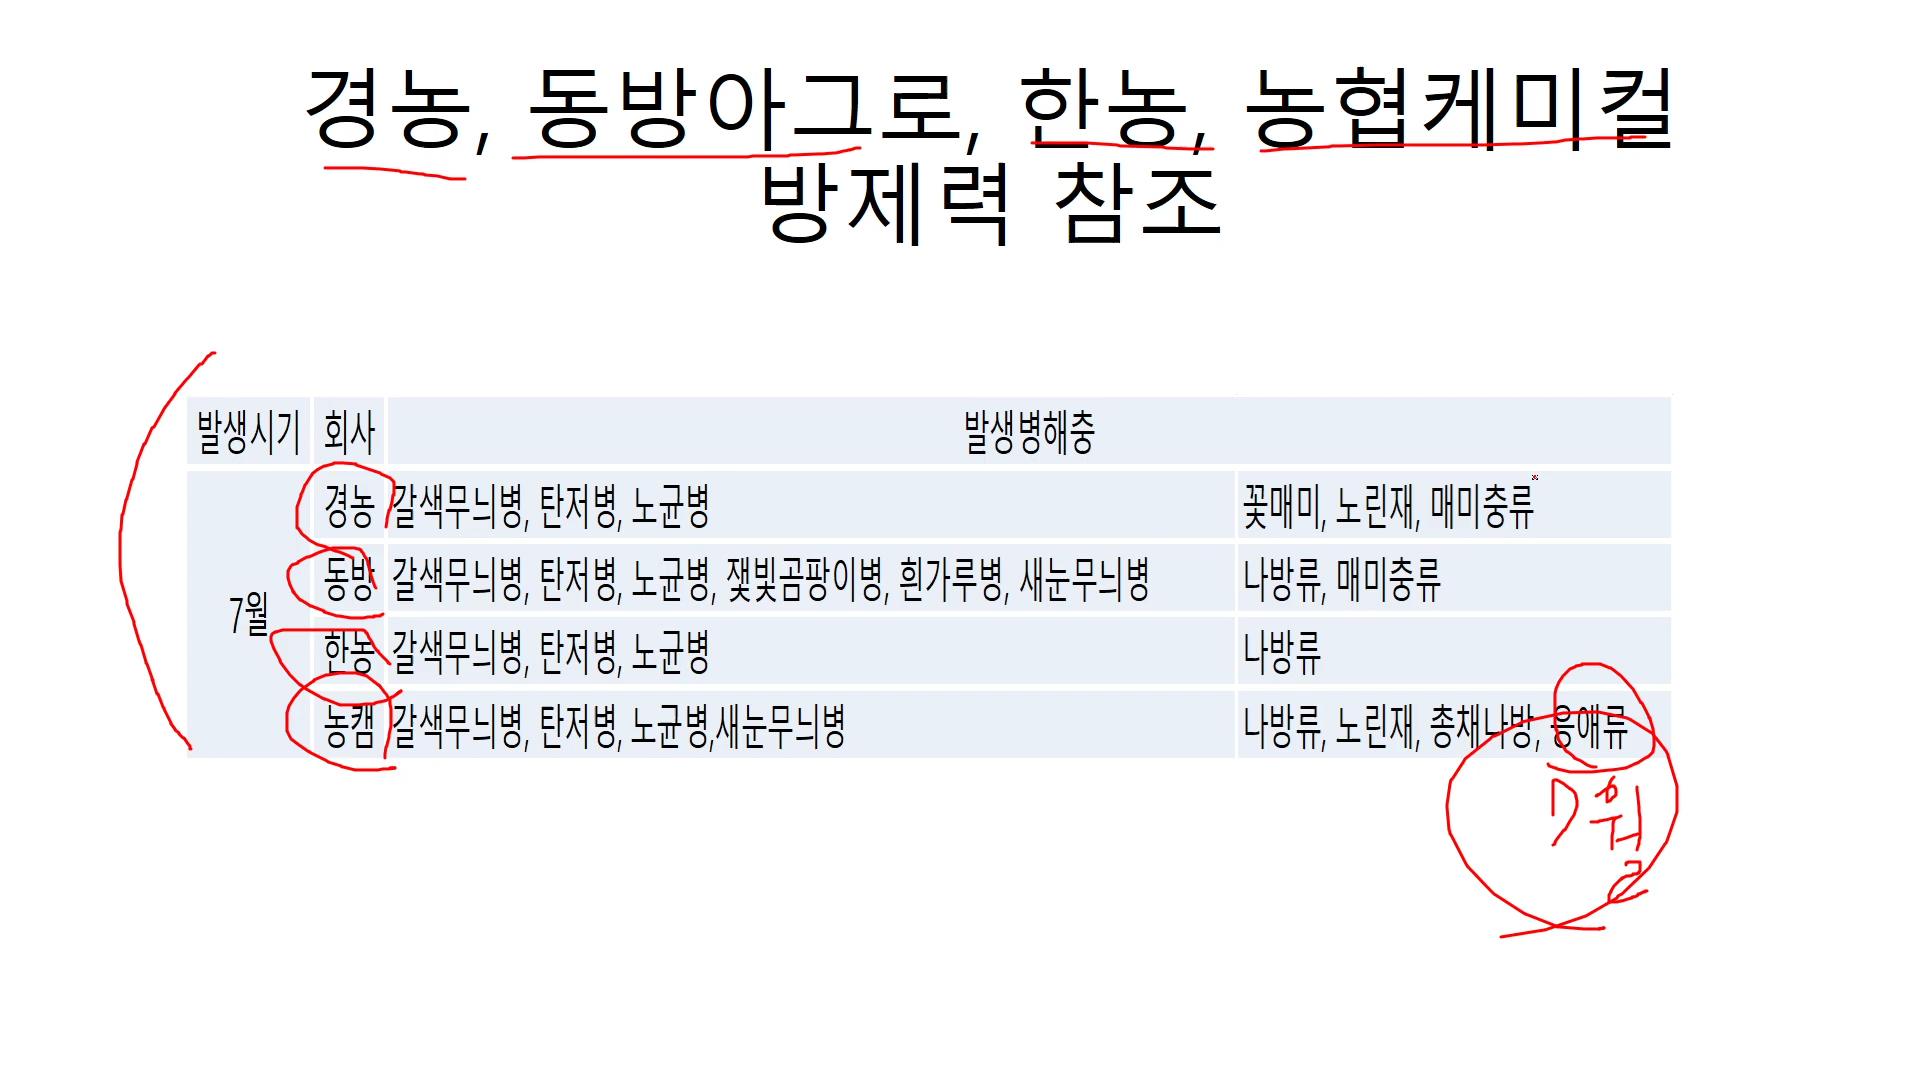 경농, 동방아그로, 한농, 농협케미컬
방제력 참조
발생시기 회사 발생병해충
7월
경농 갈색무늬병, 탄저병, 노균병 꽃매미, 노린재, 매미충류
동방 갈색무늬병, 탄저병, 노균병, 잿빛곰팡이병, 흰가루병, 새눈무늬병 나방류, 매미충류
한농 갈색무늬병, 탄저병, 노균병 나방류
농캠 갈색무늬병, 탄저병, 노균병,새눈무늬병 나방류, 노린재, 총채나방, 응애류